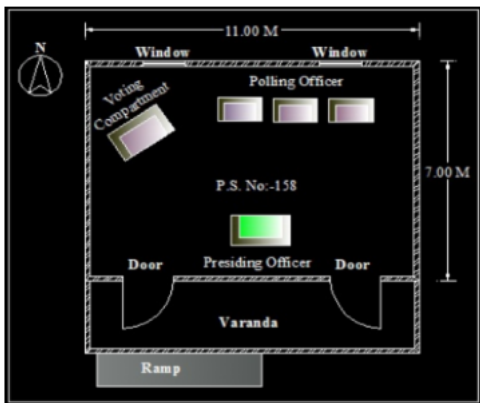 11.00 M
N
Window
Window
Polling Officer
Voting
Compartment
7.00 M
P.S. No:-158
Door
Presiding Officer
Door
Varanda
Ramp